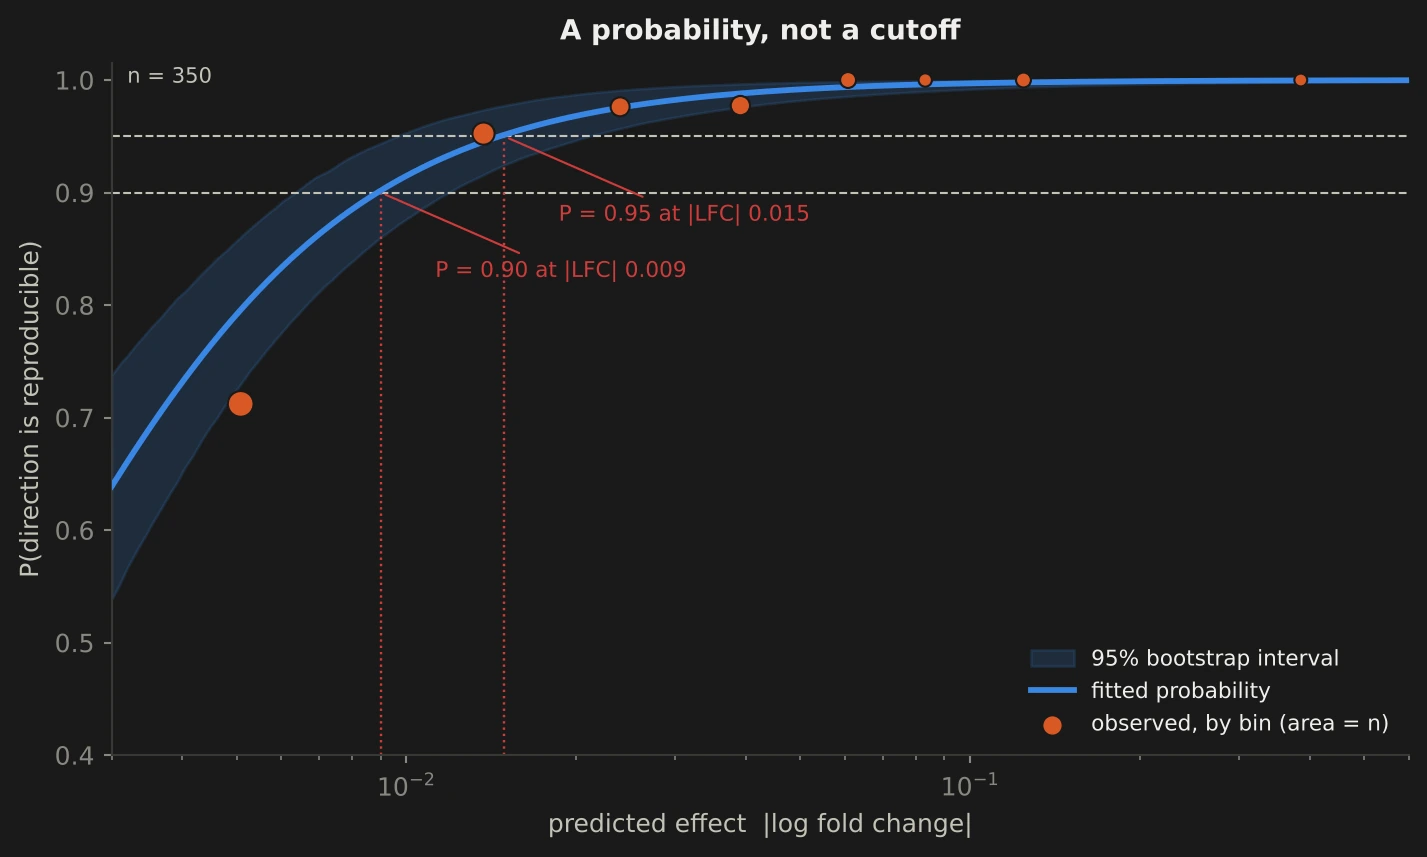 A probability, not a cutoff
n = 350
P(direction is reproducible)
1.0
0.9
0.8
0.7
0.6
0.5
0.4
P = 0.95 at |LFC| 0.015
P = 0.90 at |LFC| 0.009
95% bootstrap interval
fitted probability
observed, by bin (area = n)
10⁻²
10⁻¹
predicted effect  |log fold change|